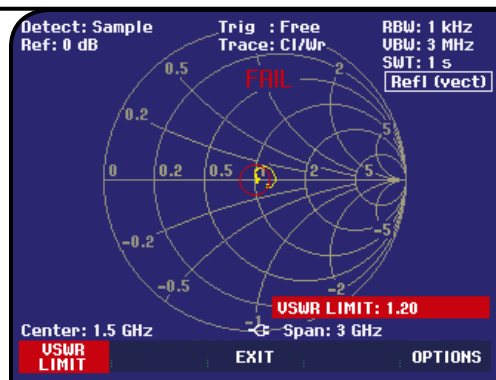 Detect: Sample Trig : Free RBW: 1 kHz
Ref: 0 dB Trace: Cl/Wr VBW: 3 MHz
SWT: 1 s
Refl (vect)
0.5 FAIL 2
0.2 5
0 0.2 0.5 1 2 5
-0.2 -5
-0.5 -2
VSWR LIMIT: 1.20
-1
Center: 1.5 GHz Span: 3 GHz
VSWR LIMIT EXIT OPTIONS